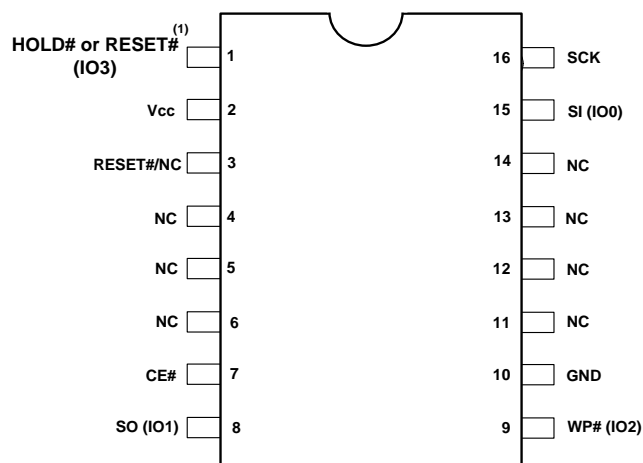 HOLD# or RESET# (1)
(IO3)
1
16
SCK
Vcc
2
15
SI (IO0)
RESET#/NC
3
14
NC
NC
4
13
NC
NC
5
12
NC
NC
6
11
NC
CE#
7
10
GND
SO (IO1)
8
9
WP# (IO2)